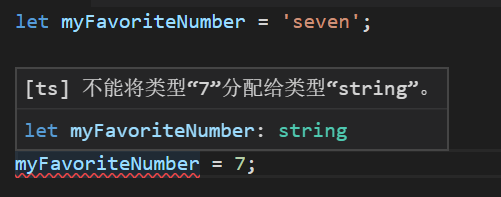 let myFavoriteNumber = 'seven';
[ts] 不能将类型“7”分配给类型“string”。
let myFavoriteNumber: string
myFavoriteNumber = 7;